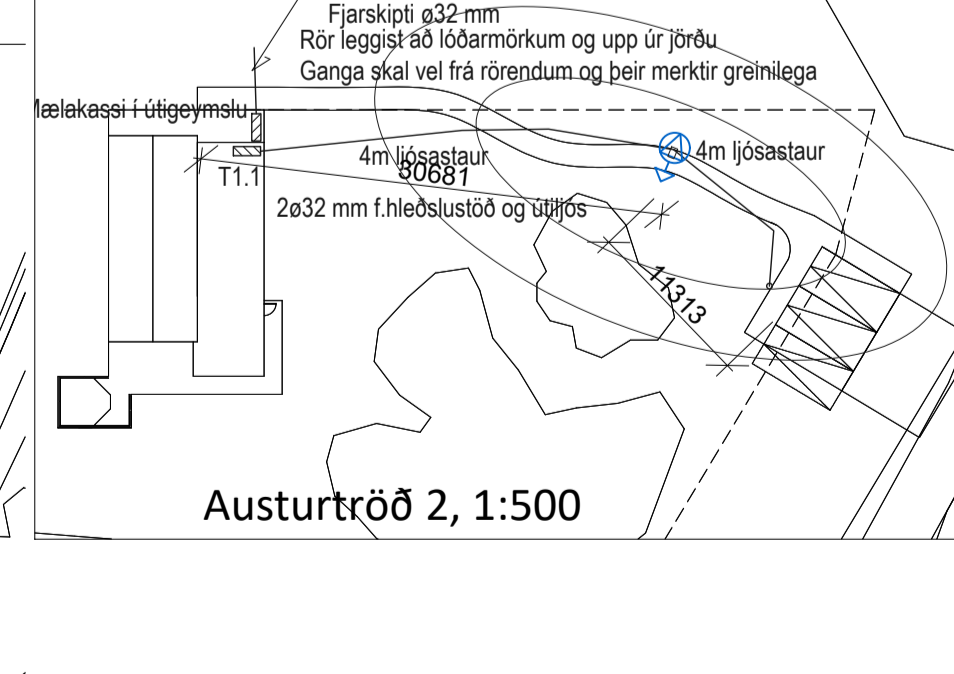 Fjarskipti ø32 mm
Rör leggist að lóðarmörkum og upp úr jörðu
Ganga skal vel frá rörendum og þeir merktir greinilega
Mælakassi í útigeymslu
4m ljósastaur
4m ljósastaur
30681
T1.1
2ø32 mm f.hleðslustöð og útiljós
11313
Austurtröð 2, 1:500